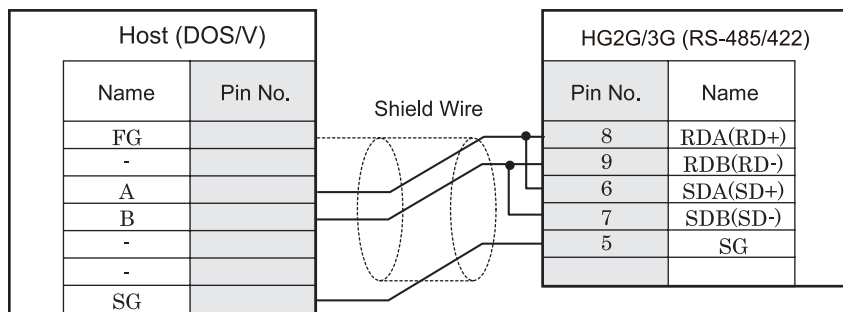 Host (DOS/V)
Name Pin No.
FG
-
A
B
-
-
SG
Shield Wire
HG2G/3G (RS-485/422)
Pin No. Name
8 RDA(RD+)
9 RDB(RD-)
6 SDA(SD+)
7 SDB(SD-)
5 SG